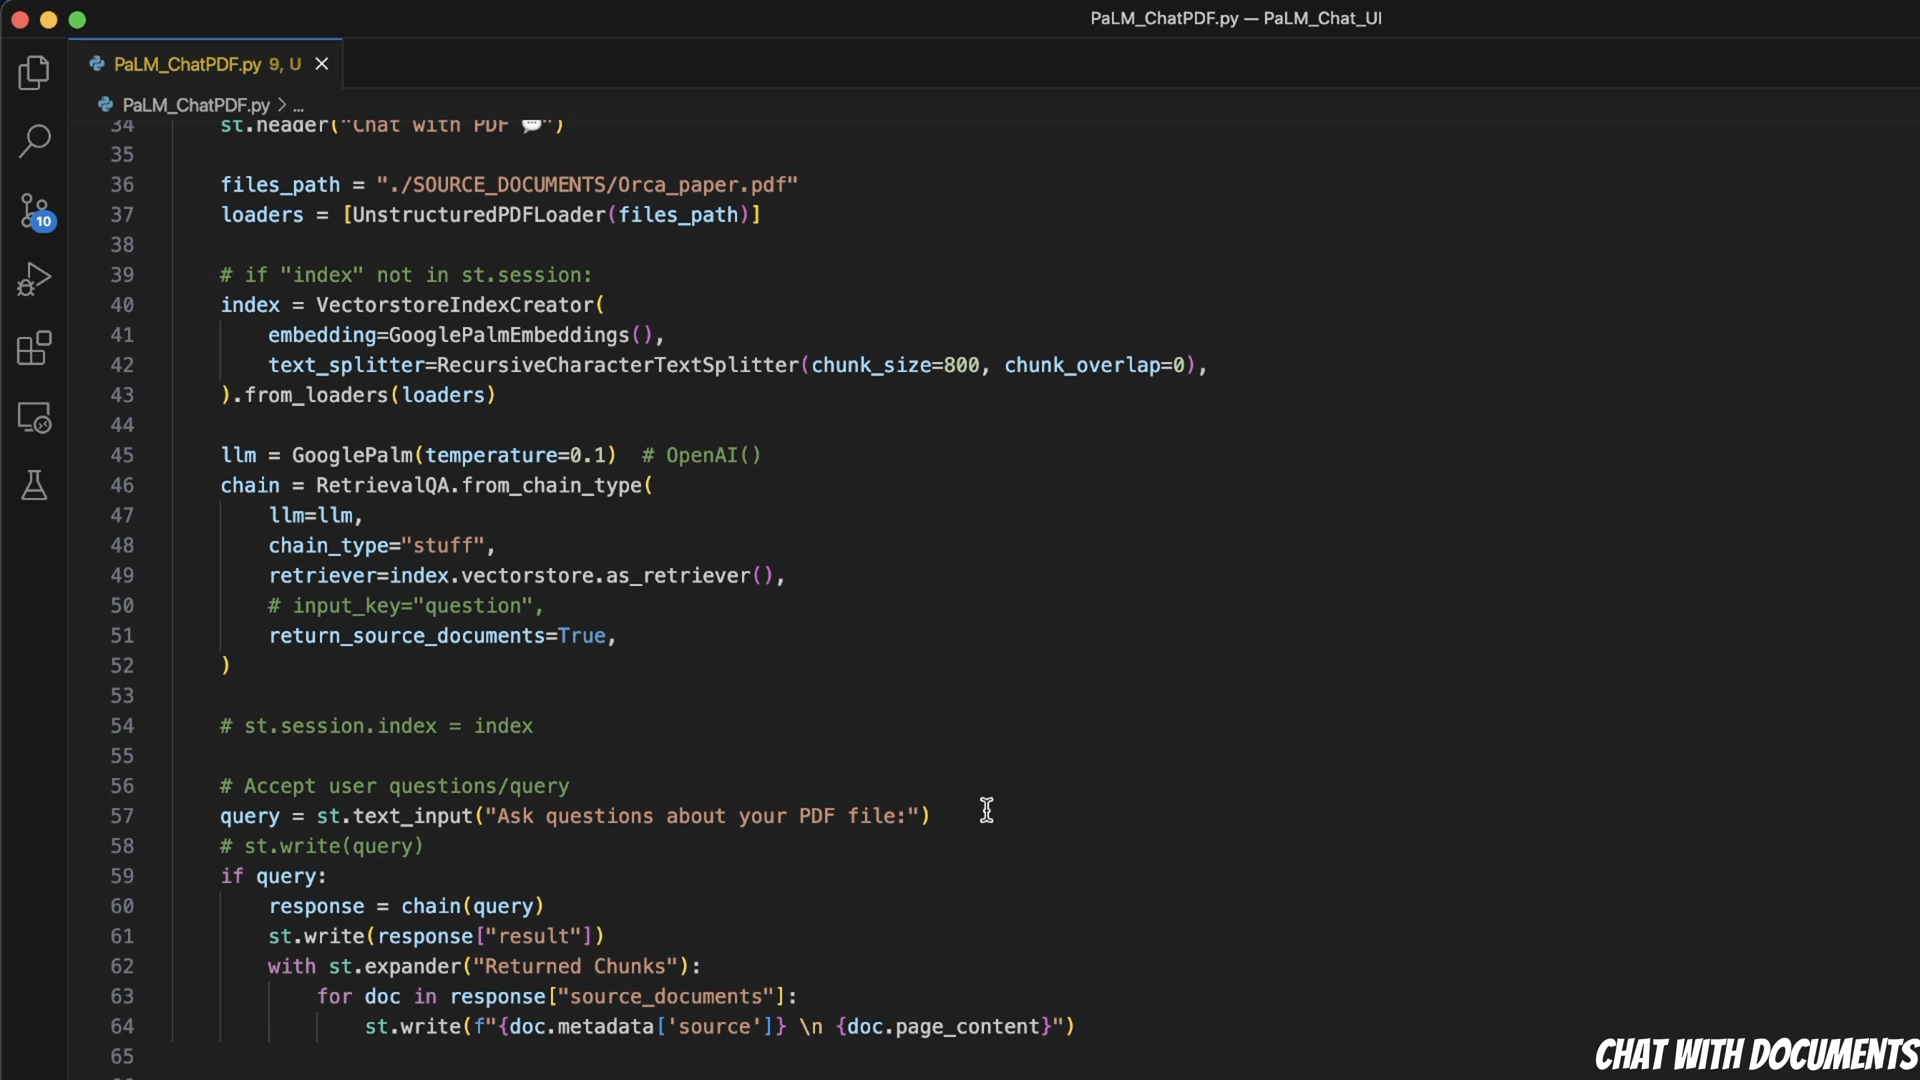 PaLM_ChatPDF.py — PaLM_Chat_UI
PaLM_ChatPDF.py 9, U
PaLM_ChatPDF.py > ...
10
34 st.header("Chat with PDF 💬")
35
36 files_path = "./SOURCE_DOCUMENTS/Orca_paper.pdf"
37 loaders = [UnstructuredPDFLoader(files_path)]
38
39 # if "index" not in st.session:
40 index = VectorstoreIndexCreator(
41 embedding=GooglePalmEmbeddings(),
42 text_splitter=RecursiveCharacterTextSplitter(chunk_size=800, chunk_overlap=0),
43 ).from_loaders(loaders)
44
45 llm = GooglePalm(temperature=0.1)  # OpenAI()
46 chain = RetrievalQA.from_chain_type(
47 llm=llm,
48 chain_type="stuff",
49 retriever=index.vectorstore.as_retriever(),
50 # input_key="question",
51 return_source_documents=True,
52 )
53
54 # st.session.index = index
55
56 # Accept user questions/query
57 query = st.text_input("Ask questions about your PDF file:")
58 # st.write(query)
59 if query:
60 response = chain(query)
61 st.write(response["result"])
62 with st.expander("Returned Chunks"):
63 for doc in response["source_documents"]:
64 st.write(f"{doc.metadata['source']} \n {doc.page_content}")
65
CHAT WITH DOCUMENTS